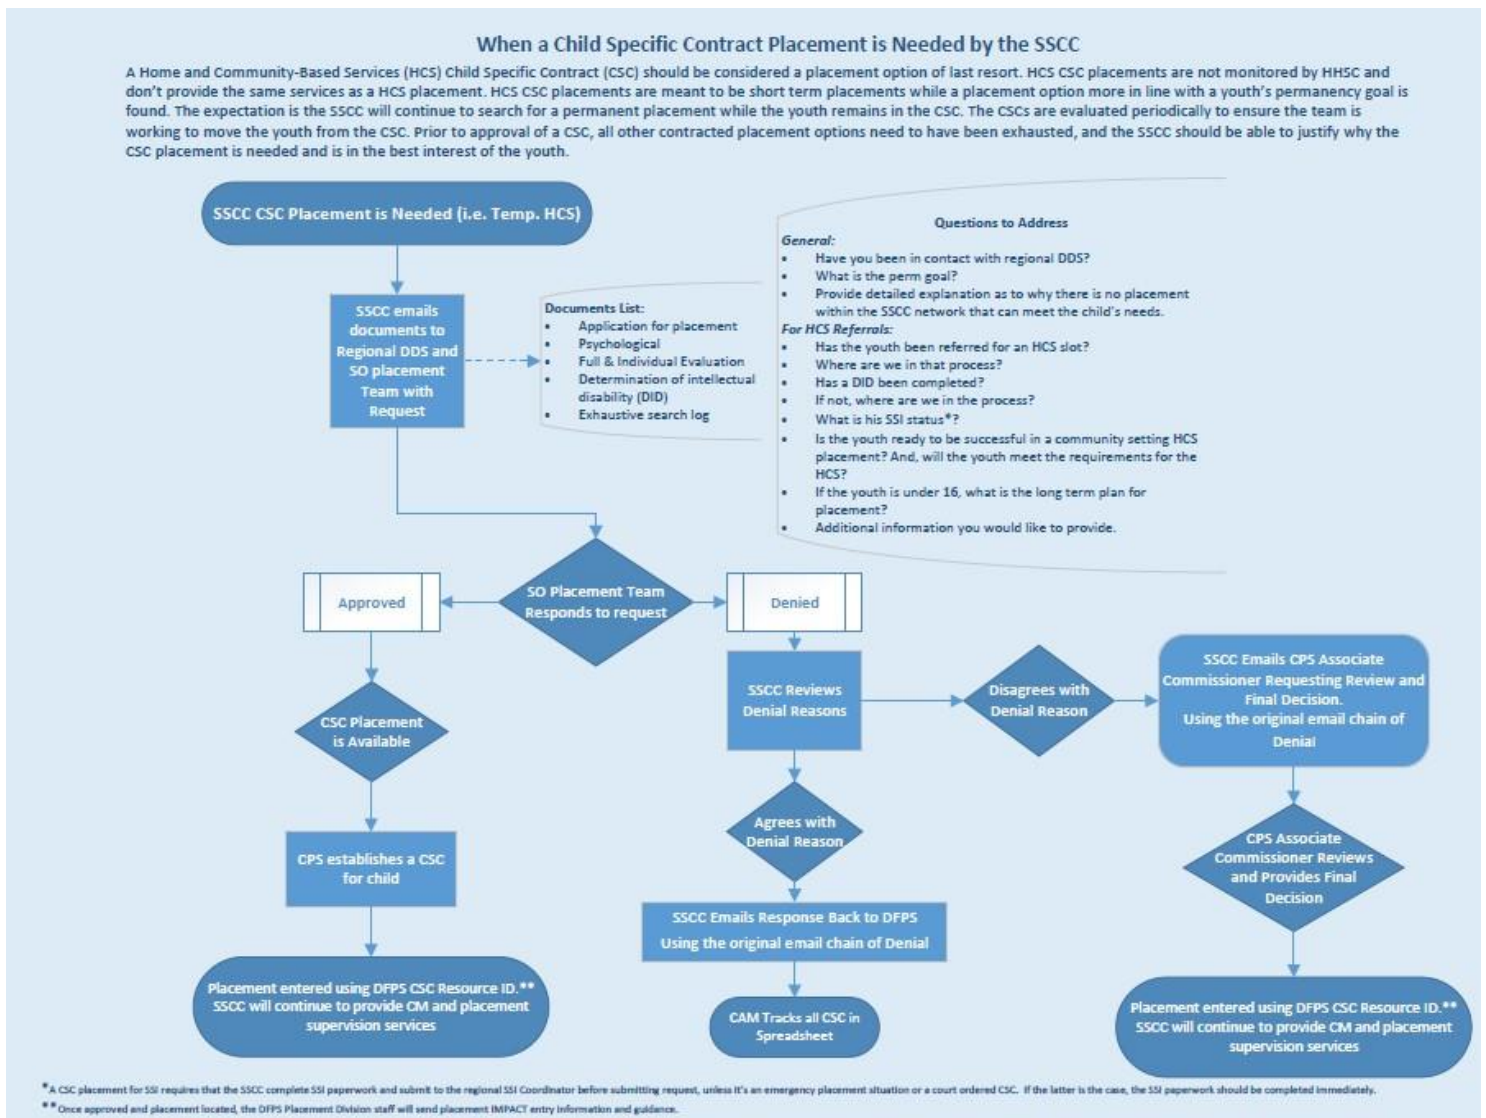 When a Child Specific Contract Placement is Needed by the SSCC
A Home and Community-Based Services (HCS) Child Specific Contract (CSC) should be considered a placement option of last resort. HCS CSC placements are not monitored by HHSC and
don't provide the same services as a HCS placement. HCS CSC placements are meant to be short term placements while a placement option more in line with a youth's permanency goal is
found. The expectation is the SSCC will continue to search for a permanent placement while the youth remains in the CSC. The CSCs are evaluated periodically to ensure the team is
working to move the youth from the CSC. Prior to approval of a CSC, all other contracted placement options need to have been exhausted, and the SSCC should be able to justify why the
CSC placement is needed and is in the best interest of the youth.
SSCC CSC Placement is Needed (i.e. Temp. HCS)
SSCC emails
documents to
Regional DDS and
SO placement
Team with
Request
Documents List:
• Application for placement
• Psychological
• Full & Individual Evaluation
• Determination of intellectual
disability (DID)
• Exhaustive search log
Questions to Address
General:
• Have you been in contact with regional DDS?
• What is the perm goal?
• Provide detailed explanation as to why there is no placement
within the SSCC network that can meet the child's needs.
For HCS Referrals:
• Has the youth been referred for an HCS slot?
• Where are we in that process?
• Has a DID been completed?
• If not, where are we in the process?
• What is his SSI status*?
• Is the youth ready to be successful in a community setting HCS
placement? And, will the youth meet the requirements for the
HCS?
• If the youth is under 16, what is the long term plan for
placement?
• Additional information you would like to provide.
SO Placement Team
Responds to request
Approved
Denied
CSC Placement
is Available
SSCC Reviews
Denial Reasons
Disagrees with
Denial Reason
SSCC Emails CPS Associate
Commissioner Requesting Review and
Final Decision.
Using the original email chain of
Denial
CPS establishes a CSC
for child
Agrees with
Denial Reason
CPS Associate
Commissioner Reviews
and Provides Final
Decision
SSCC Emails Response Back to DFPS
Using the original email chain of Denial
Placement entered using DFPS CSC Resource ID.**
SSCC will continue to provide CM and placement
supervision services
CAM Tracks all CSC in
Spreadsheet
Placement entered using DFPS CSC Resource ID.**
SSCC will continue to provide CM and placement
supervision services
*A CSC placement for SSI requires that the SSCC complete SSI paperwork and submit to the regional SSI Coordinator before submitting request, unless it's an emergency placement situation or a court ordered CSC. If the latter is the case, the SSI paperwork should be completed immediately.
**Once approved and placement located, the DFPS Placement Division staff will send placement IMPACT entry information and guidance.